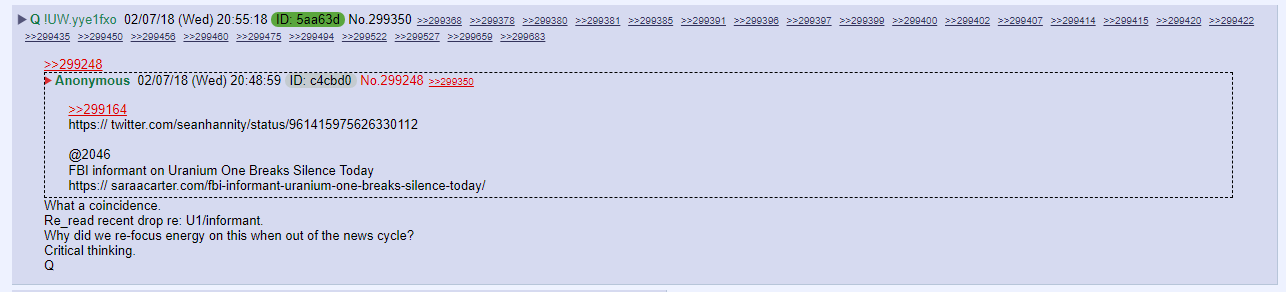 ▶Q !UW.yye1fxo 02/07/18 (Wed) 20:55:18 ID: 5aa63d No.299350 >>299368 >>299378 >>299380 >>299381 >>299385 >>299391 >>299396 >>299397 >>299399 >>299400 >>299402 >>299407 >>299414 >>299415 >>299420 >>299422
>>299435 >>299450 >>299456 >>299460 >>299475 >>299494 >>299522 >>299527 >>299659 >>299683
>>299248
▶Anonymous 02/07/18 (Wed) 20:48:59 ID: c4cbd0 No.299248 >>299350
>>299164
https:// twitter.com/seanhannity/status/961415975626330112
@2046
FBI informant on Uranium One Breaks Silence Today
https:// saraacarter.com/fbi-informant-uranium-one-breaks-silence-today/
What a coincidence.
Re_read recent drop re: U1/informant.
Why did we re-focus energy on this when out of the news cycle?
Critical thinking.
Q